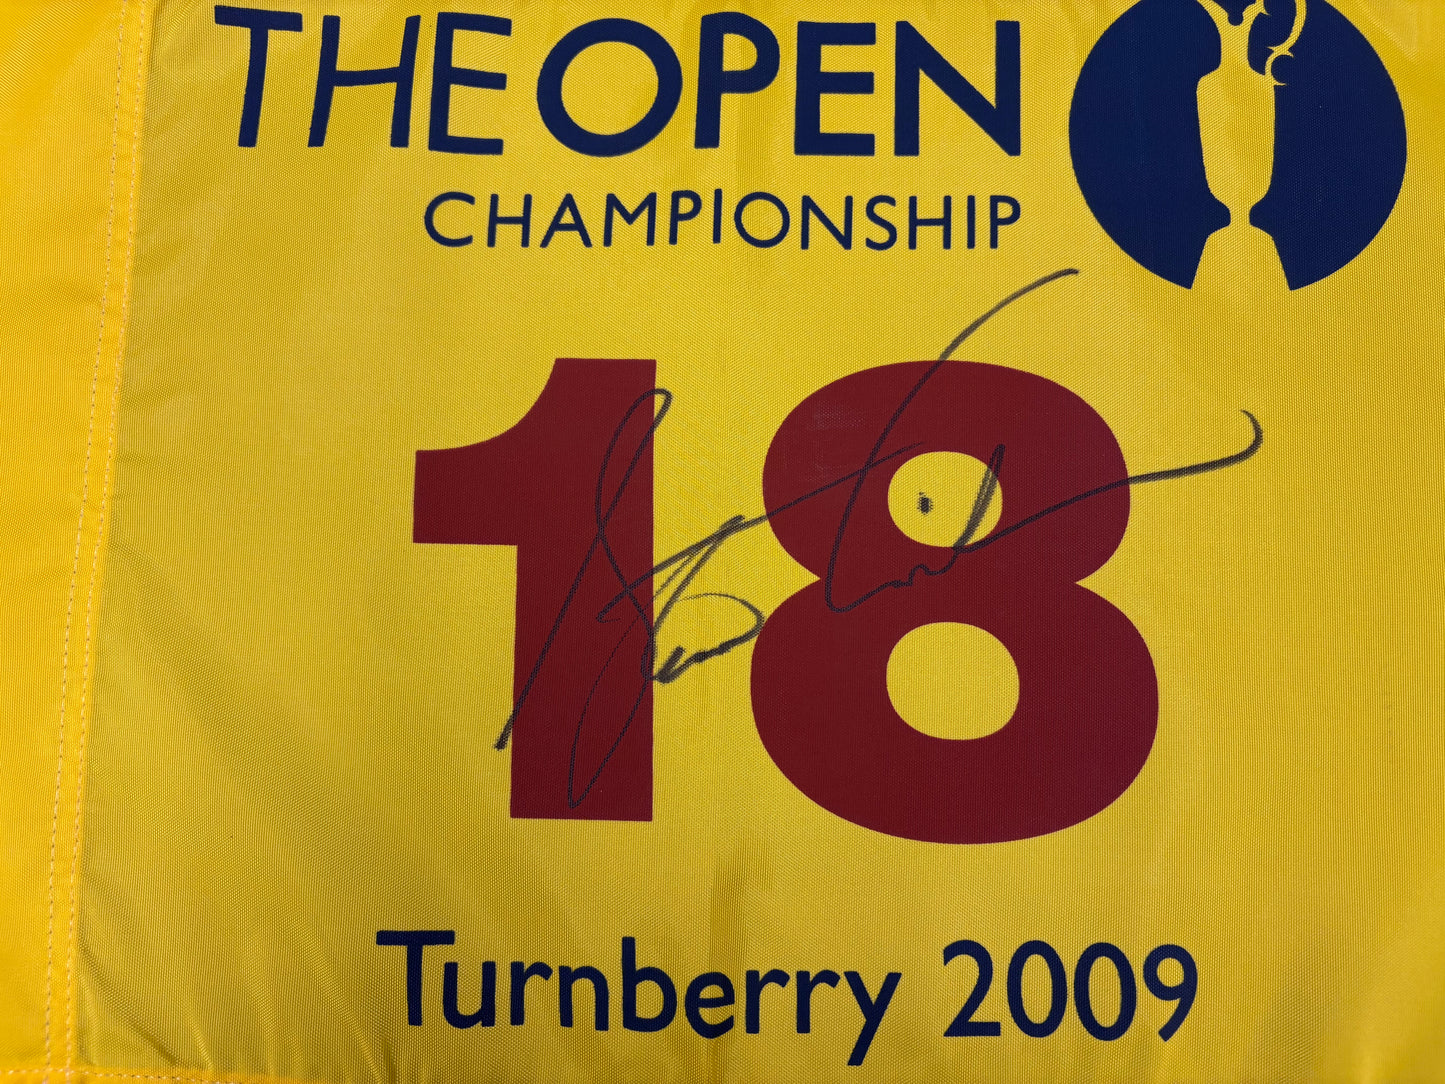 THE OPEN
CHAMPIONSHIP
18
Turnberry 2009